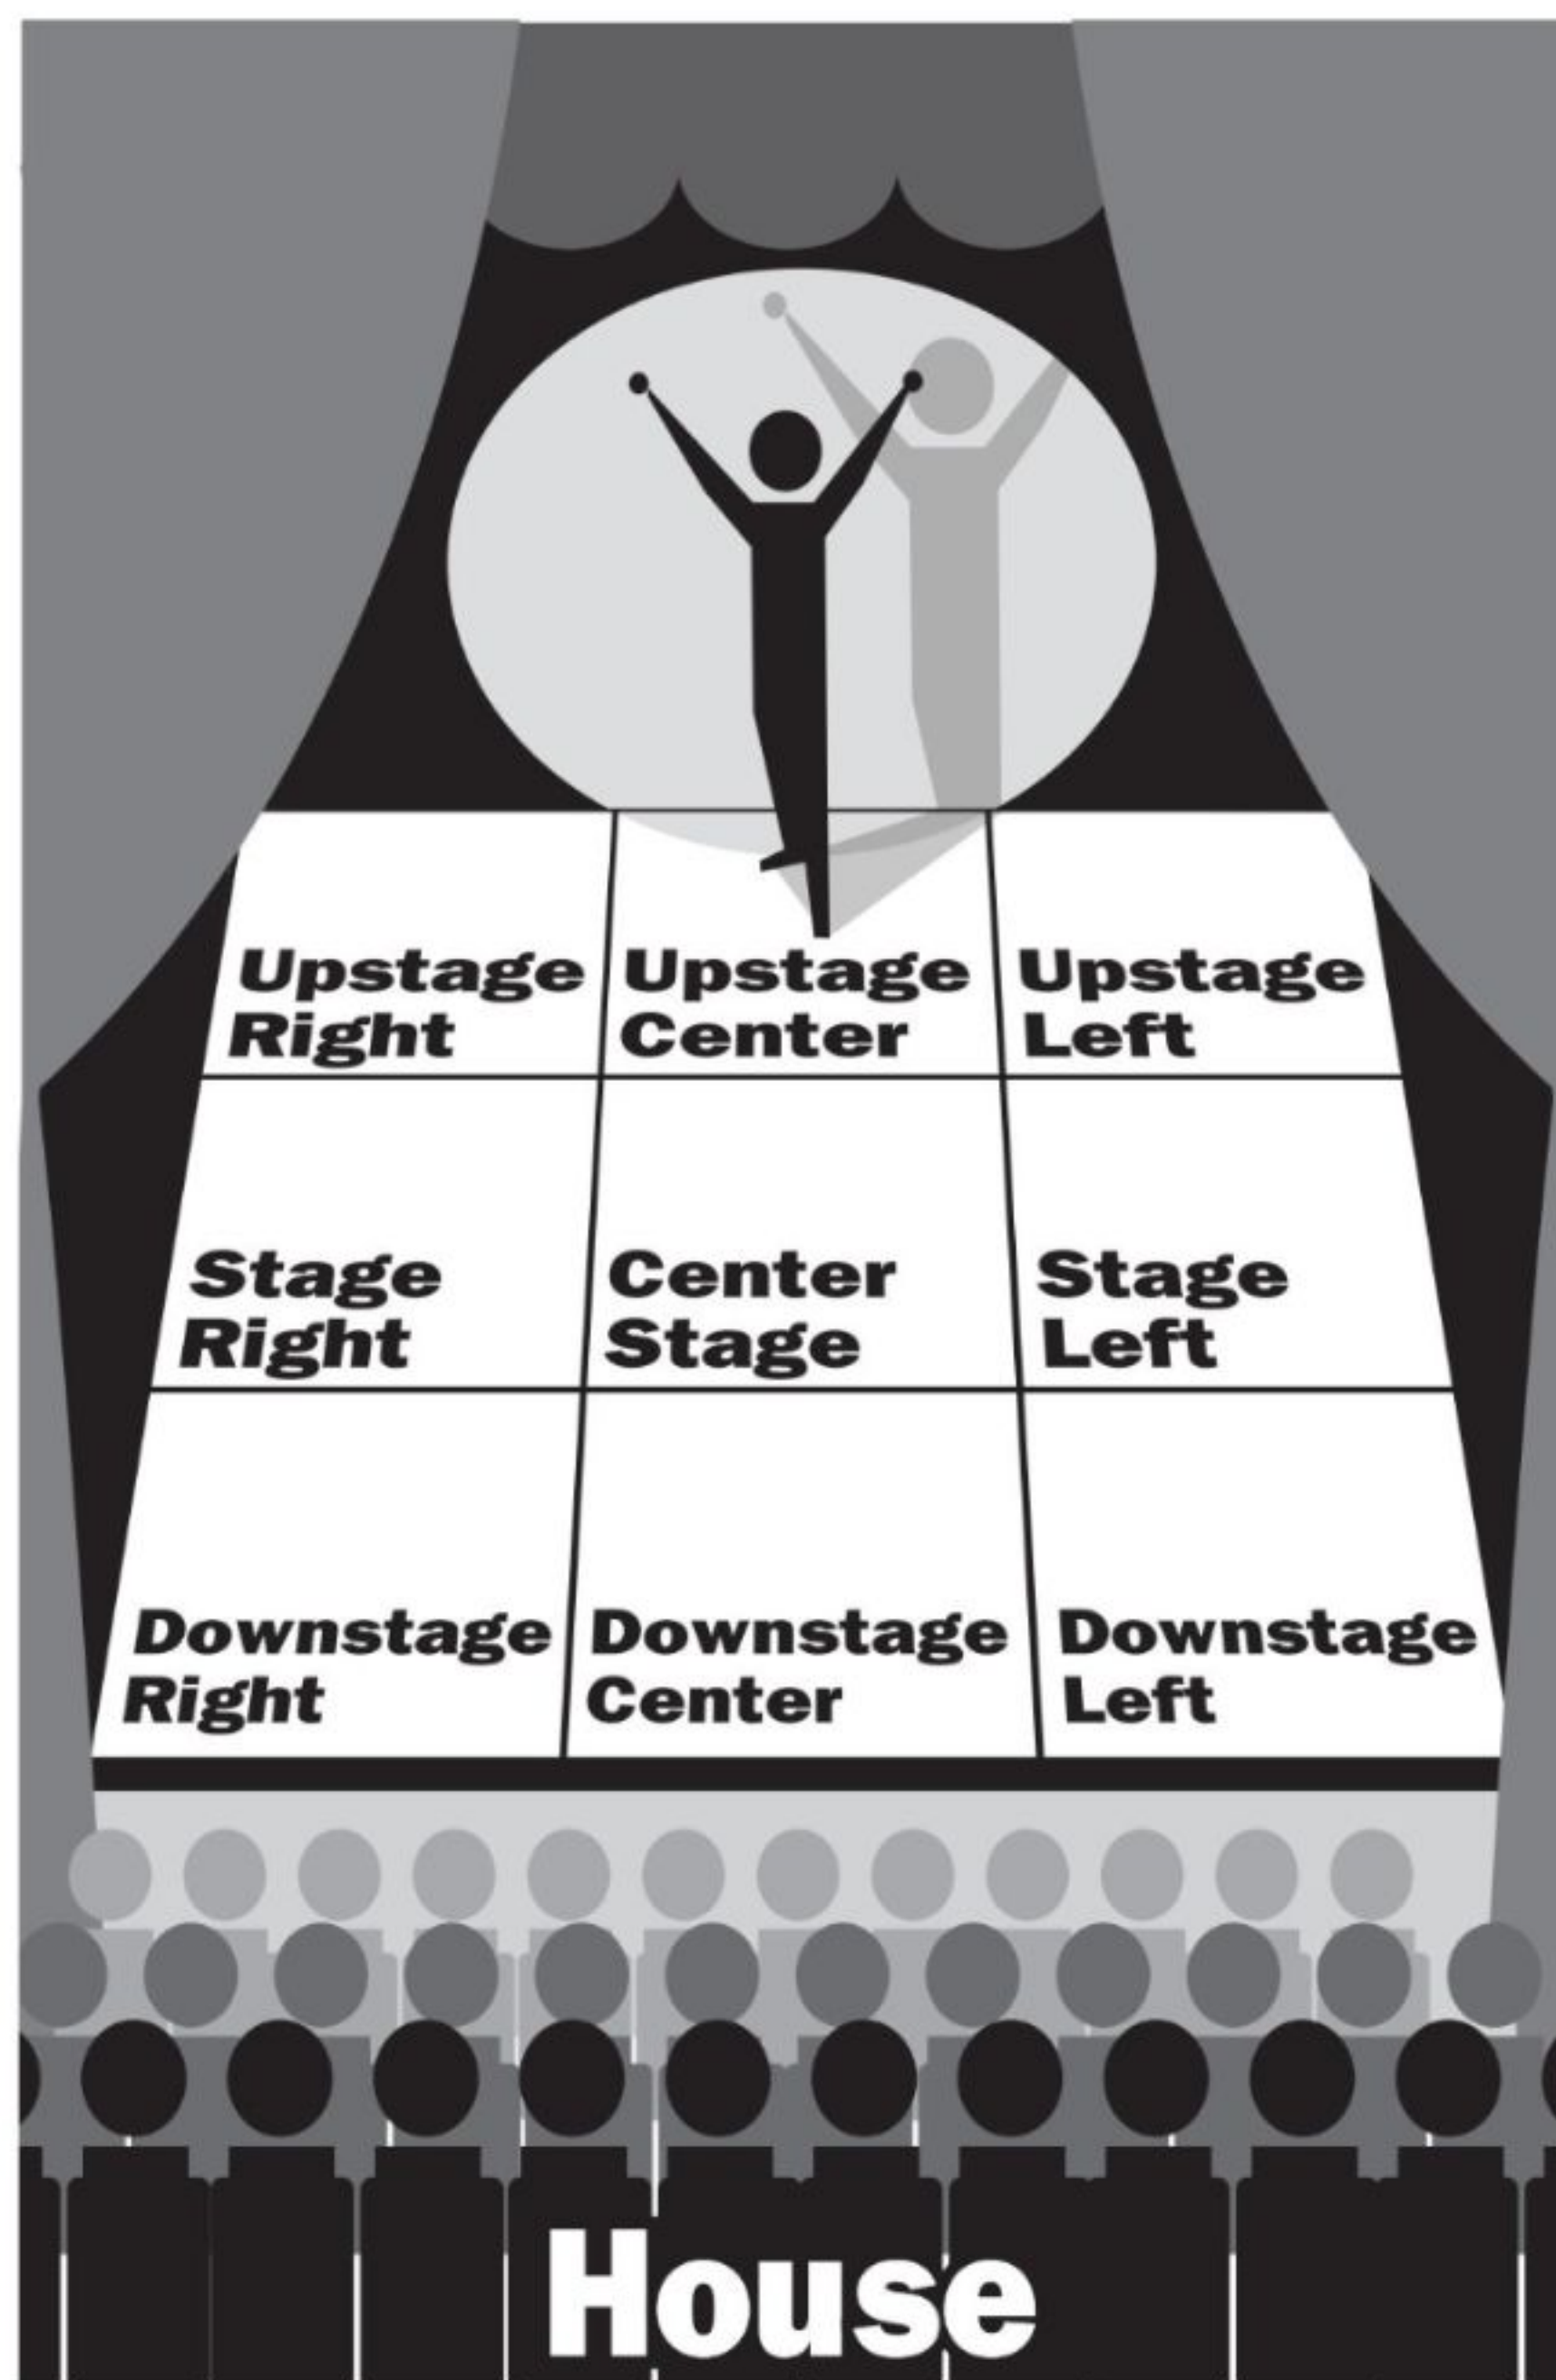 Upstage Right
Upstage Center
Upstage Left
Stage Right
Center Stage
Stage Left
Downstage Right
Downstage Center
Downstage Left
House